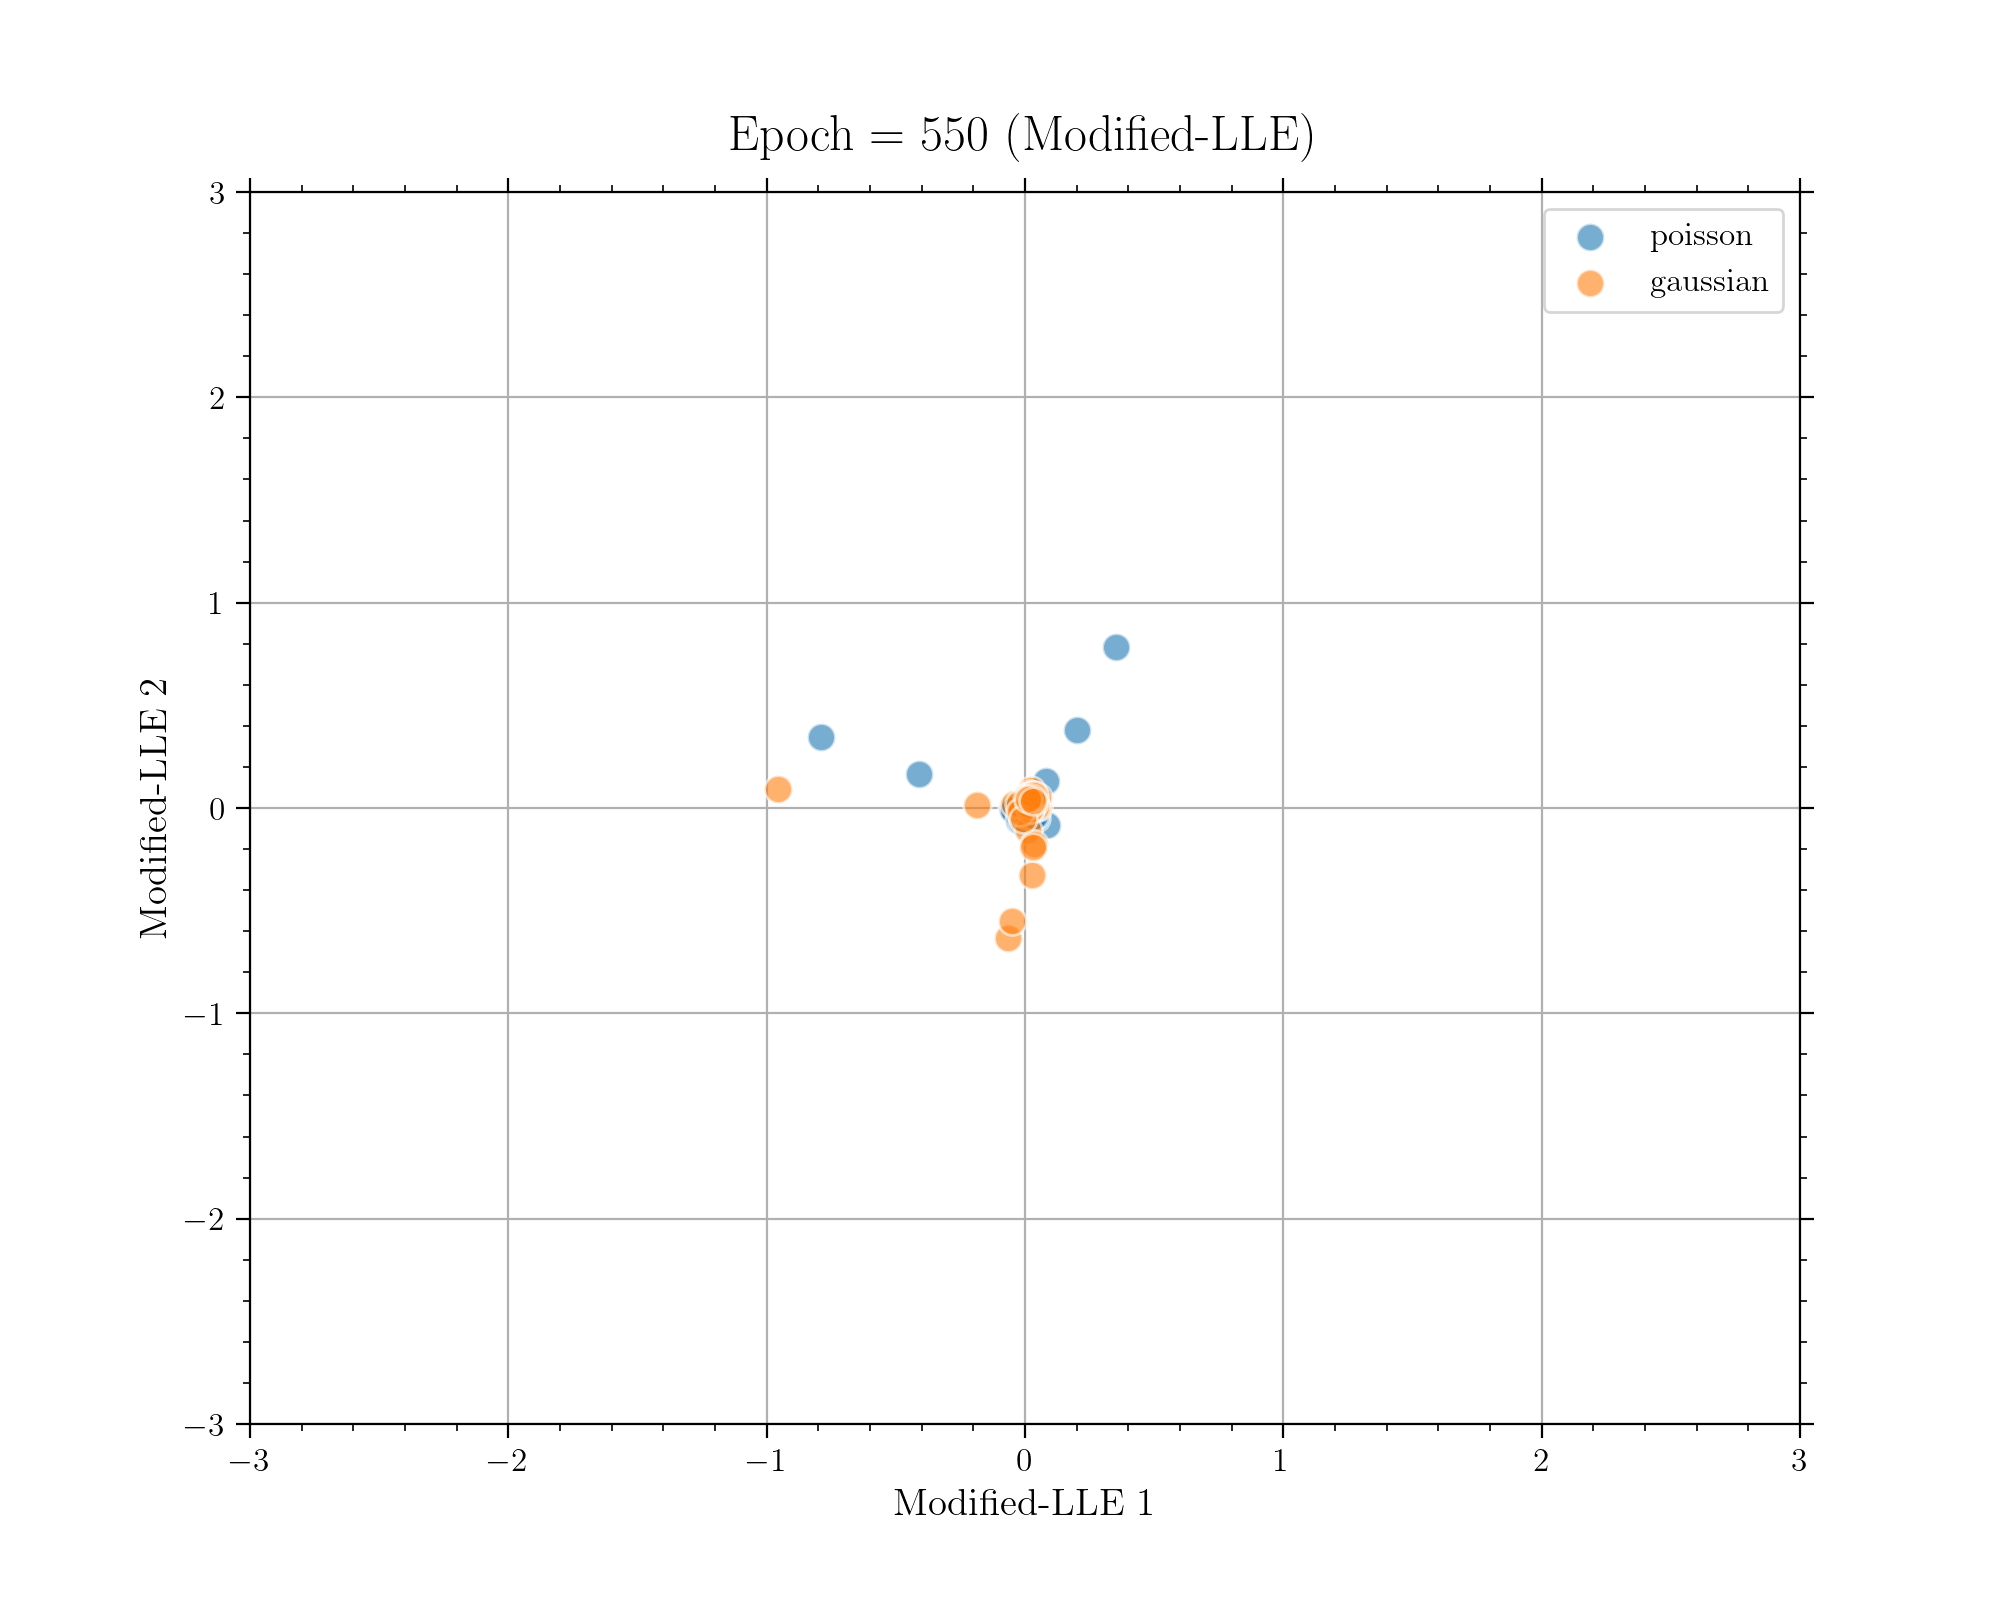 Epoch = 550 (Modified-LLE)
poisson
gaussian
3
2
1
0
−1
−2
−3
Modified-LLE 2
−3 −2 −1 0 1 2 3
Modified-LLE 1